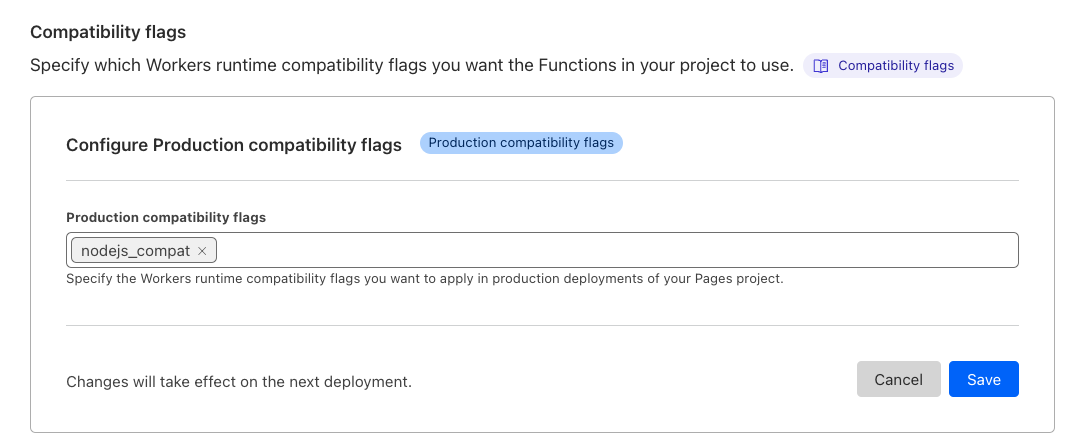 Compatibility flags
Specify which Workers runtime compatibility flags you want the Functions in your project to use. Compatibility flags
Configure Production compatibility flags Production compatibility flags
Production compatibility flags
nodejs_compat ×
Specify the Workers runtime compatibility flags you want to apply in production deployments of your Pages project.
Changes will take effect on the next deployment. Cancel Save